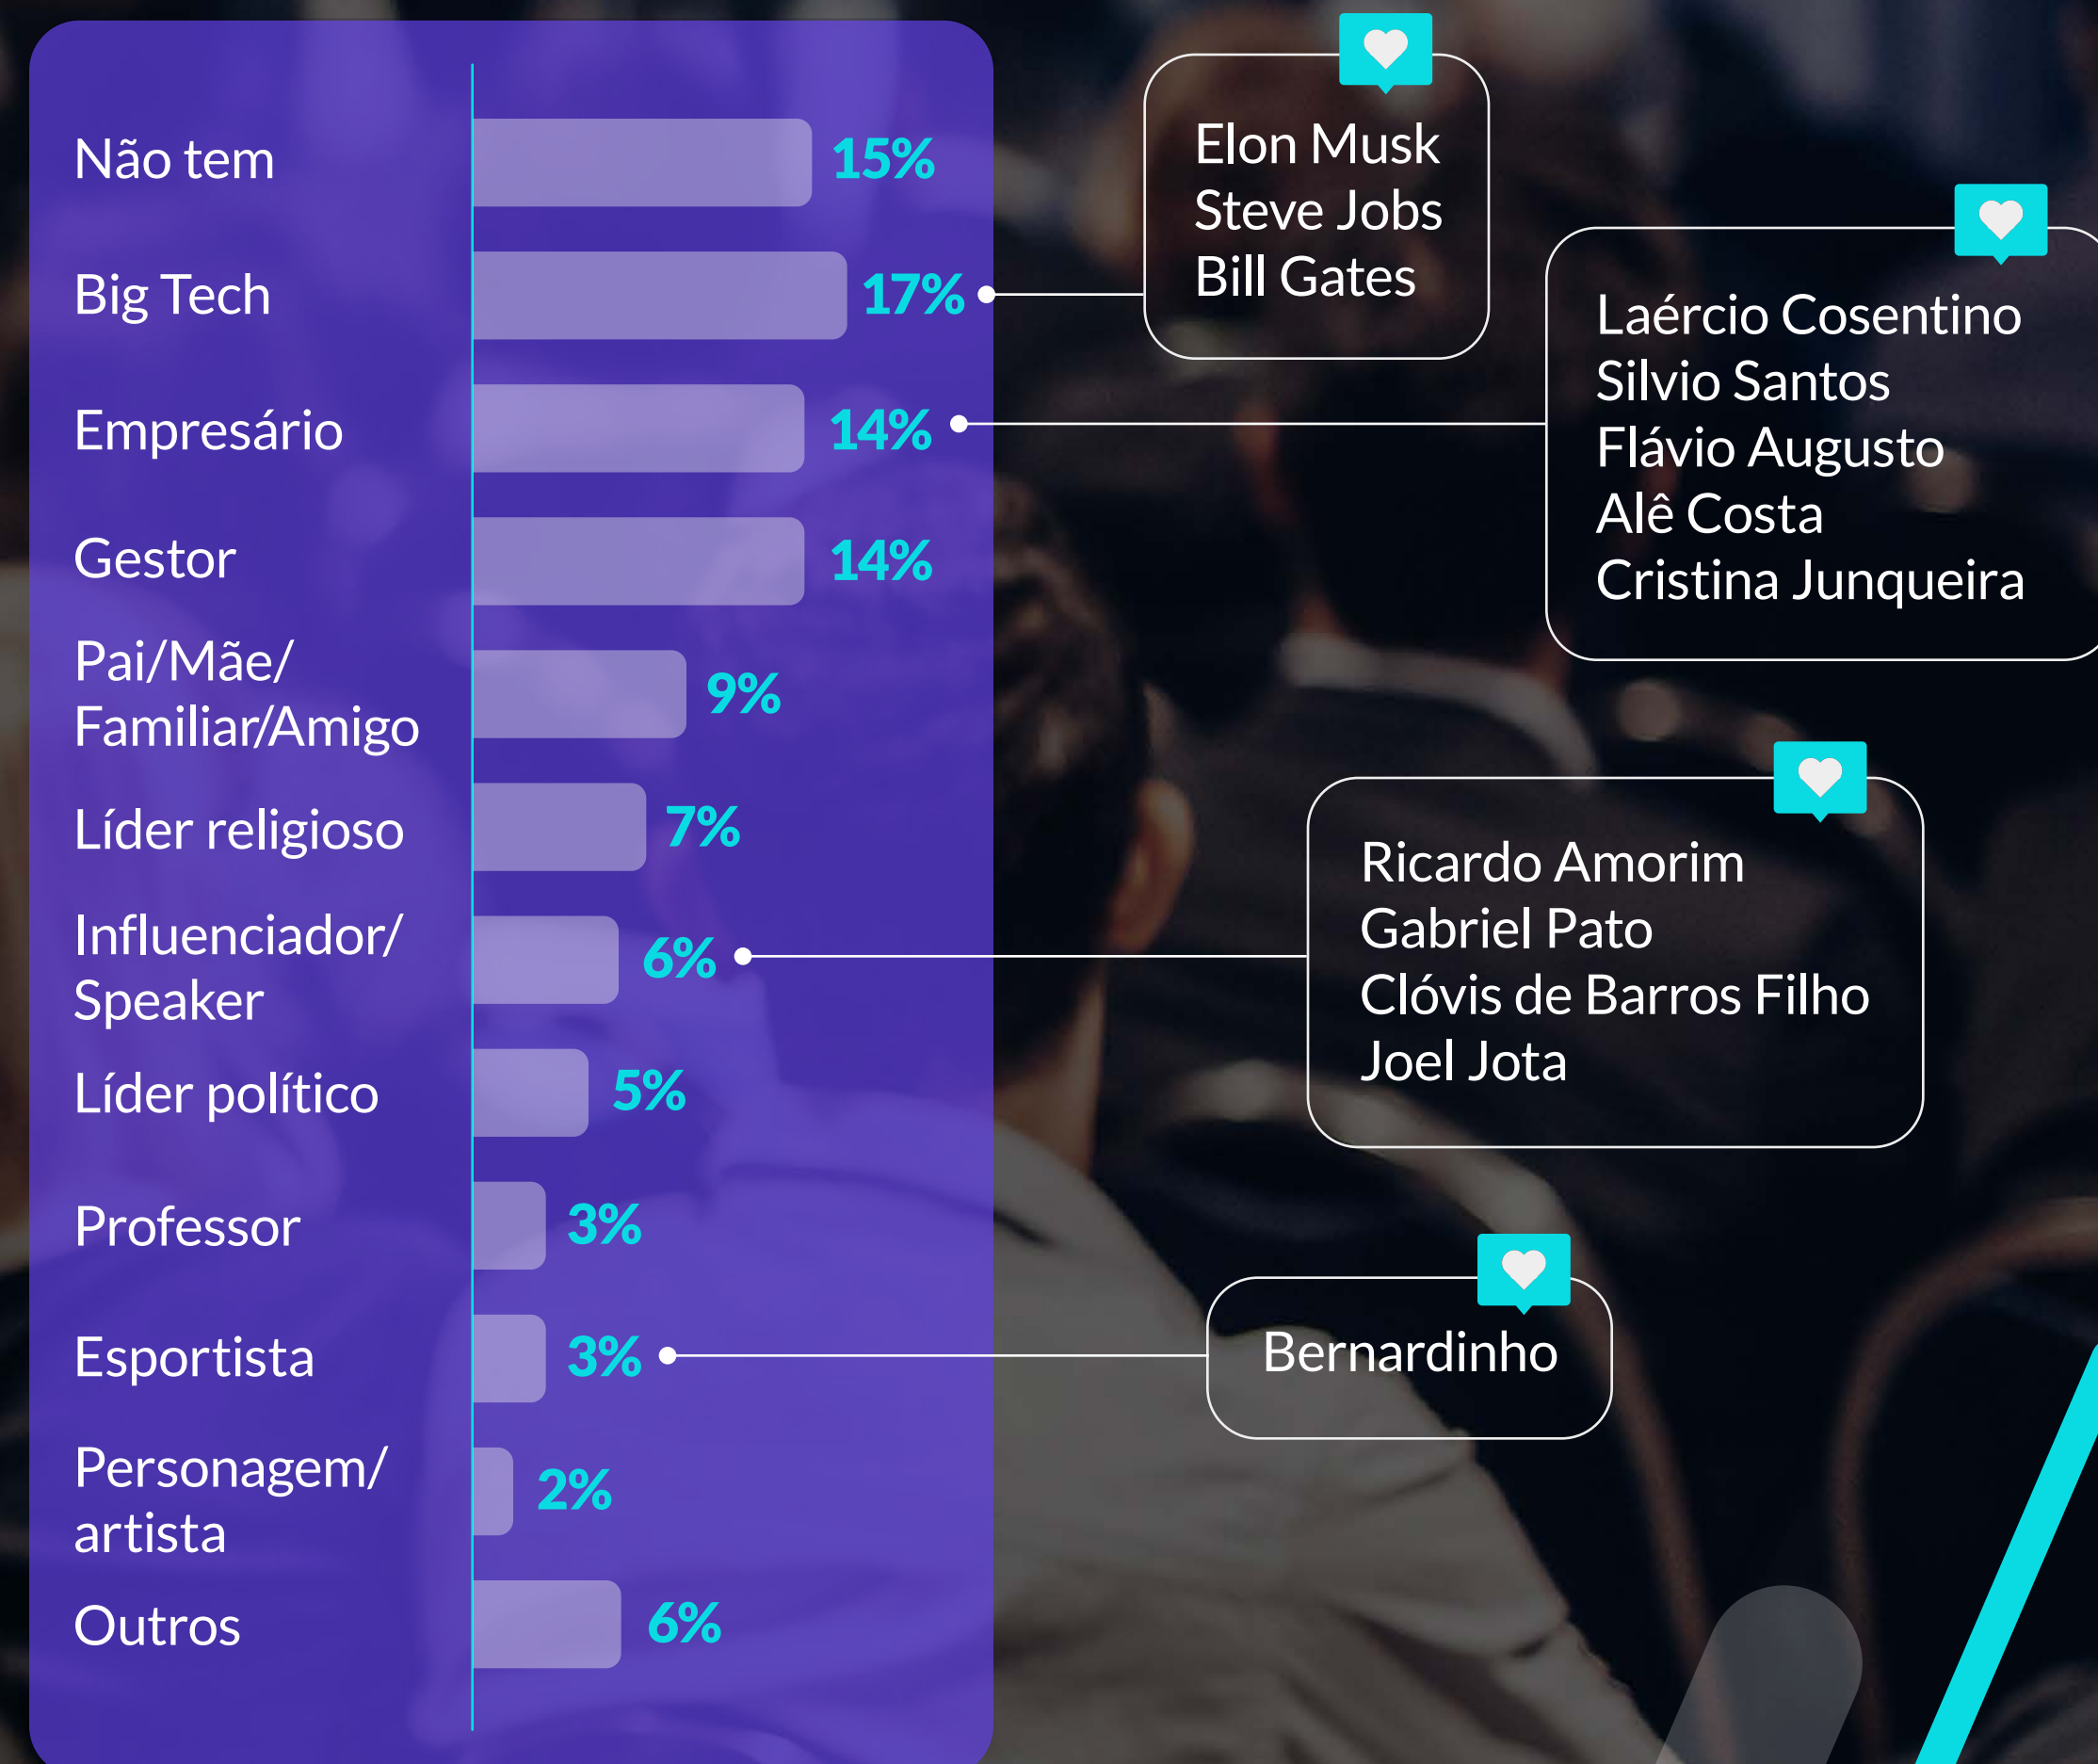 Não tem
15%
Big Tech
17%
Empresário
14%
Gestor
14%
Pai/Mãe/
Familiar/Amigo
9%
Líder religioso
7%
Influenciador/
Speaker
6%
Líder político
5%
Professor
3%
Esportista
3%
Personagem/
artista
2%
Outros
6%
Elon Musk
Steve Jobs
Bill Gates
Laércio Cosentino
Silvio Santos
Flávio Augusto
Alê Costa
Cristina Junqueira
Ricardo Amorim
Gabriel Pato
Clóvis de Barros Filho
Joel Jota
Bernardinho